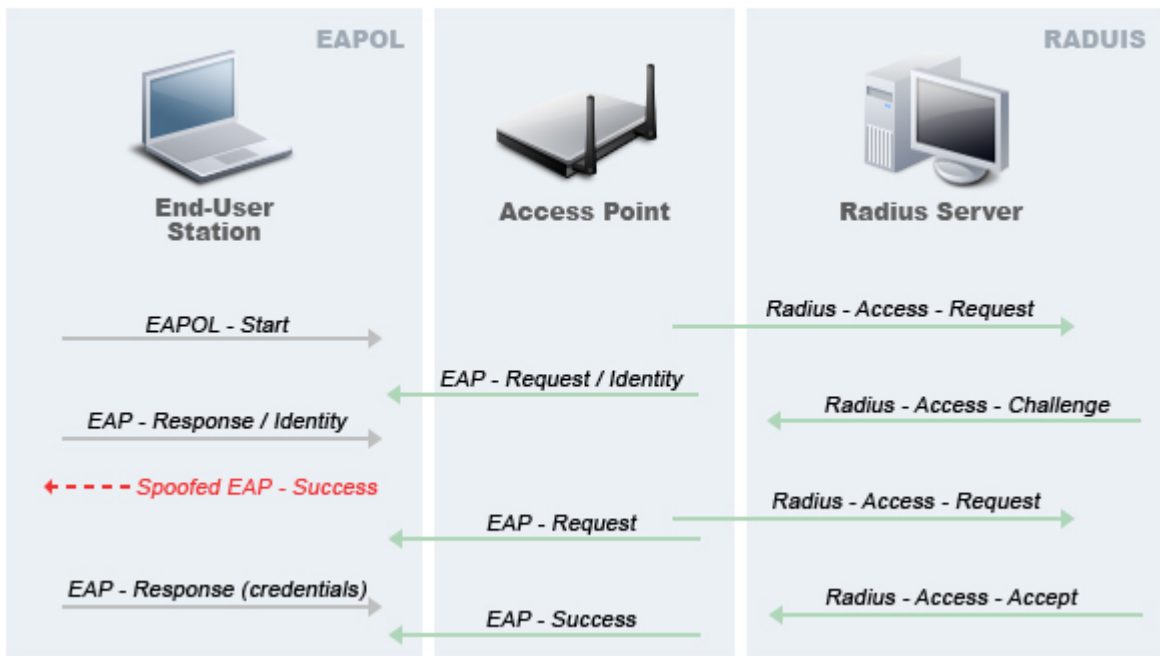 EAPOL
RADUIS
End-User
Station
Access Point
Radius Server
Radius - Access - Request
EAPOL - Start
EAP - Request / Identity
Radius - Access - Challenge
EAP - Response / Identity
Spoofed EAP - Success
Radius - Access - Request
EAP - Request
EAP - Response (credentials)
Radius - Access - Accept
EAP - Success